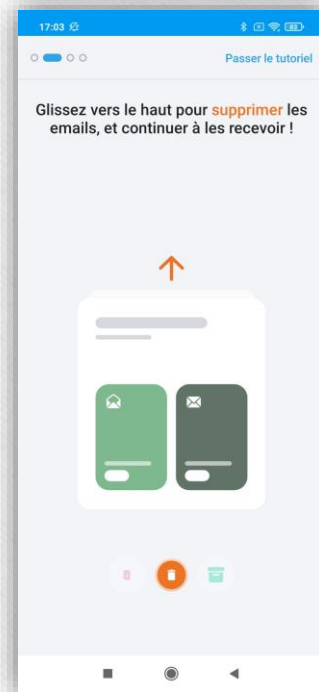 17:03
Passer le tutoriel
Glissez vers le haut pour supprimer les
emails, et continuer à les recevoir !